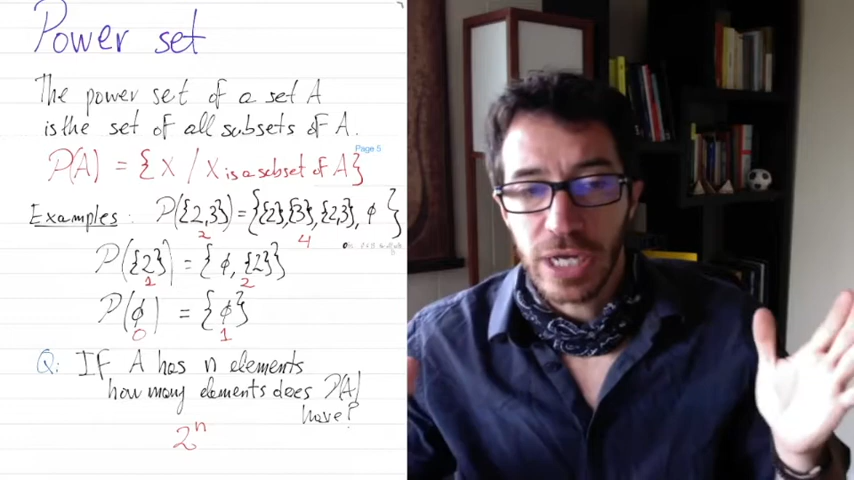 Power set
The power set of a set A
is the set of all subsets of A.
Page 5
P(A) = {X / X is a subset of A}
Examples: P({2,3}) = {{2},{3},{2,3}, ϕ}
2 4
P({2}) = {ϕ, {2}}
1 2
P(ϕ) = {ϕ}
0 1
Q: If A has n elements
how many elements does P(A)
have?
2ⁿ